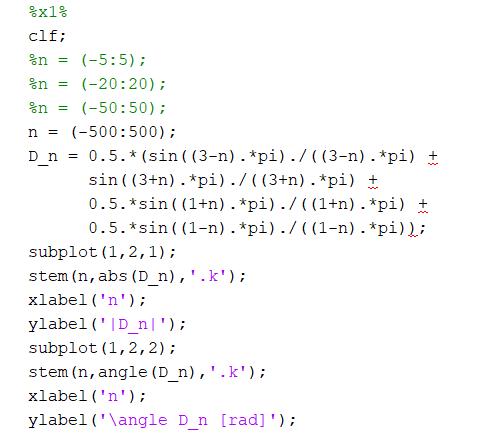 %x1%
clf;
%n = (-5:5);
%n = (-20:20);
%n = (-50:50);
n = (-500:500);
D_n = 0.5.*(sin((3-n).*pi)./((3-n).*pi) +
sin((3+n).*pi)./((3+n).*pi) +
0.5.*sin((1+n).*pi)./((1+n).*pi) +
0.5.*sin((1-n).*pi)./((1-n).*pi));
subplot(1,2,1);
stem(n,abs(D_n),'.k');
xlabel('n');
ylabel('|D_n|');
subplot(1,2,2);
stem(n,angle(D_n),'.k');
xlabel('n');
ylabel('\angle D_n [rad]');